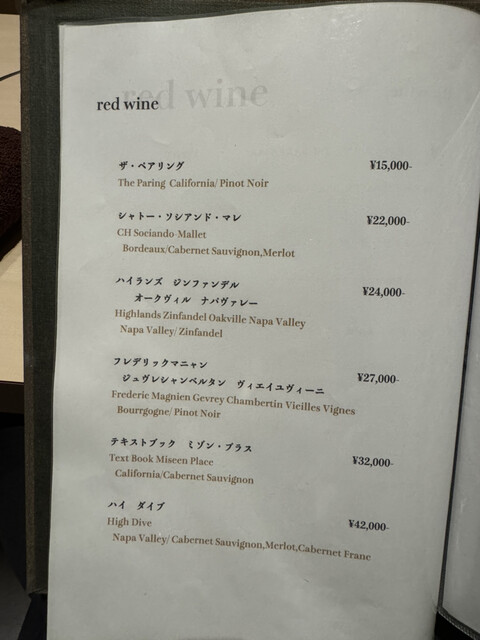 red wine
red wine
ザ・ペアリング ¥15,000-
The Paring California/ Pinot Noir
シャトー・ソシアンド・マレ ¥22,000-
CH Sociando-Mallet
Bordeaux/Cabernet Sauvignon,Merlot
ハイランズ ジンファンデル ¥24,000-
オークヴィル ナパヴァレー
Highlands Zinfandel Oakville Napa Valley
Napa Valley/ Zinfandel
フレデリックマニャン ¥27,000-
ジュヴレシャンベルタン ヴィエイユヴィーニ
Frederic Magnien Gevrey Chambertin Vieilles Vignes
Bourrgogne/ Pinot Noir
テキストブック ミゾン・プラス ¥32,000-
Text Book Miseen Place
California/Cabernet Sauvignon
ハイ ダイブ ¥42,000-
High Dive
Napa Valley/ Cabernet Sauvignon,Merlot,Cabernet Frane